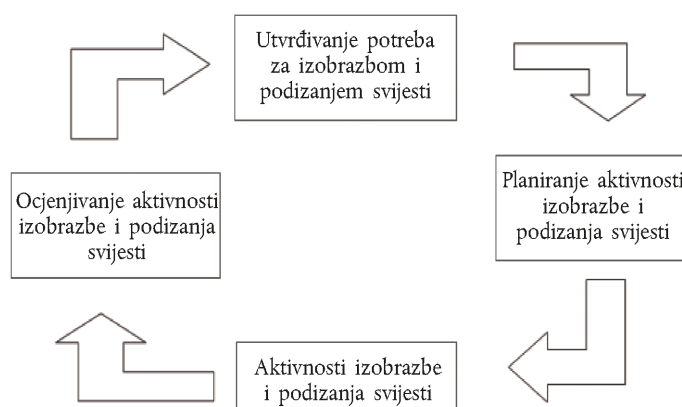 Utvrđivanje potreba
za izobrazbom i
podizanjem svijesti
Planiranje aktivnosti
izobrazbe i
podizanja svijesti
Aktivnosti izobrazbe
i podizanja svijesti
Ocjenjivanje aktivnosti
izobrazbe i podizanja
svijesti